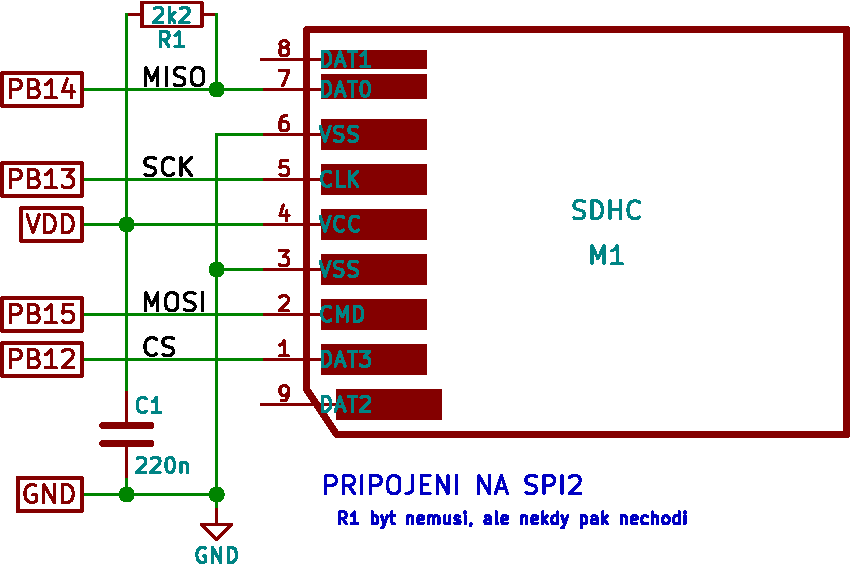 2k2
R1
8 DAT1
PB14 MISO 7 DAT0
6 VSS
PB13 SCK 5 CLK
SDHC
VDD 4 VCC
M1
3 VSS
PB15 MOSI 2 CMD
PB12 CS 1 DAT3
9 DAT2
C1
220n
GND
PRIPOJENI NA SPI2
R1 byt nemusi, ale nekdy pak nechodi
GND